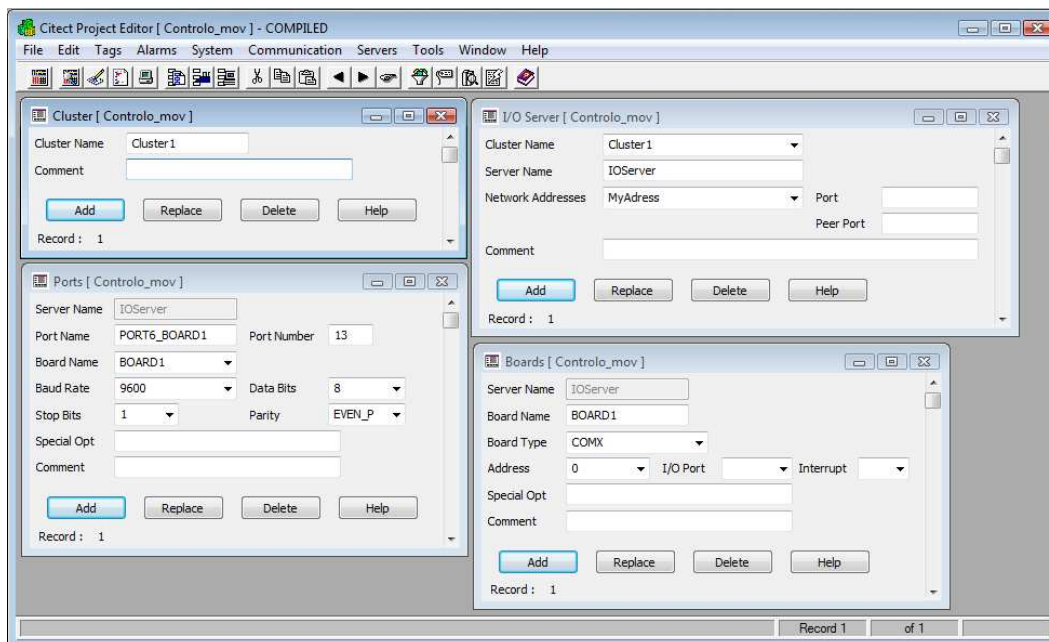 Citect Project Editor [ Controlo_mov ] - COMPILED
File Edit Tags Alarms System Communication Servers Tools Window Help
Cluster [ Controlo_mov ]
Cluster Name Cluster1
Comment
Add Replace Delete Help
Record : 1
I/O Server [ Controlo_mov ]
Cluster Name Cluster1
Server Name IOServer
Network Addresses MyAdress Port
Peer Port
Comment
Add Replace Delete Help
Record : 1
Ports [ Controlo_mov ]
Server Name IOServer
Port Name PORT6_BOARD1 Port Number 13
Board Name BOARD1
Baud Rate 9600 Data Bits 8
Stop Bits 1 Parity EVEN_P
Special Opt
Comment
Add Replace Delete Help
Record : 1
Boards [ Controlo_mov ]
Server Name IOServer
Board Name BOARD1
Board Type COMX
Address 0 I/O Port Interrupt
Special Opt
Comment
Add Replace Delete Help
Record : 1
Record 1 of 1